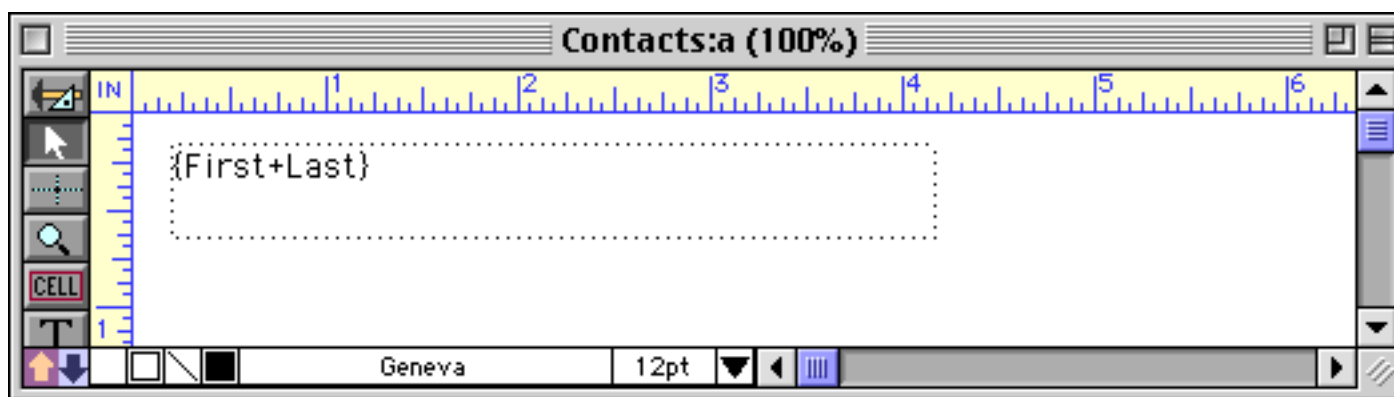 Contacts:a (100%)
IN 1 2 3 4 5 6
{First+Last}
CELL
T
1
Geneva 12pt